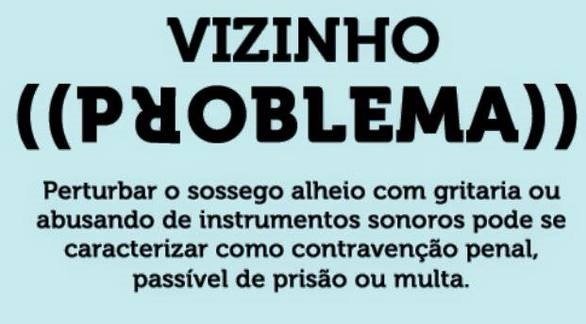 VIZINHO
((PROBLEMA))
Perturbar o sossego alheio com gritaria ou
abusando de instrumentos sonoros pode se
caracterizar como contravenção penal,
passível de prisão ou multa.